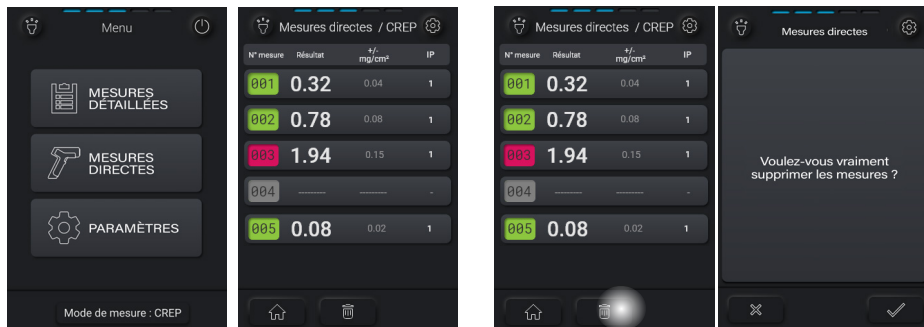 Menu
MESURES
DÉTAILLÉES
MESURES
DIRECTES
PARAMÈTRES
Mode de mesure : CREP
Mesures directes / CREP
N° mesure Résultat +/- mg/cm² IP
001 0.32 0.04 1
002 0.78 0.08 1
003 1.94 0.15 1
004 -------- -------- -
005 0.08 0.02 1
Mesures directes / CREP
N° mesure Résultat +/- mg/cm² IP
001 0.32 0.04 1
002 0.78 0.08 1
003 1.94 0.15 1
004 -------- -------- -
005 0.08 0.02 1
Mesures directes
Voulez-vous vraiment
supprimer les mesures ?